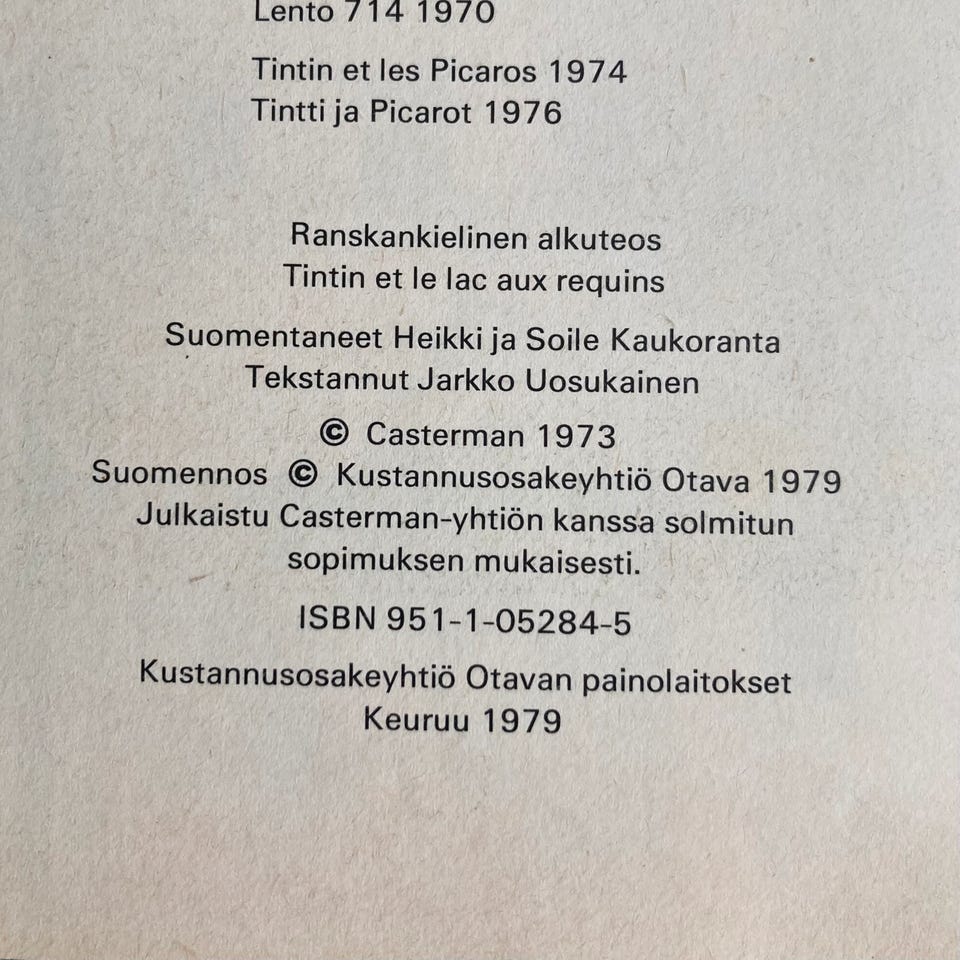 Lento 714 1970
Tintin et les Picaros 1974
Tintti ja Picarot 1976
Ranskankielinen alkuteos
Tintin et le lac aux requins
Suomentaneet Heikki ja Soile Kaukoranta
Tekstannut Jarkko Uosukainen
© Casterman 1973
Suomennos © Kustannusosakeyhtiö Otava 1979
Julkaistu Casterman-yhtiön kanssa solmitun
sopimuksen mukaisesti.
ISBN 951-1-05284-5
Kustannusosakeyhtiö Otavan painolaitokset
Keuruu 1979